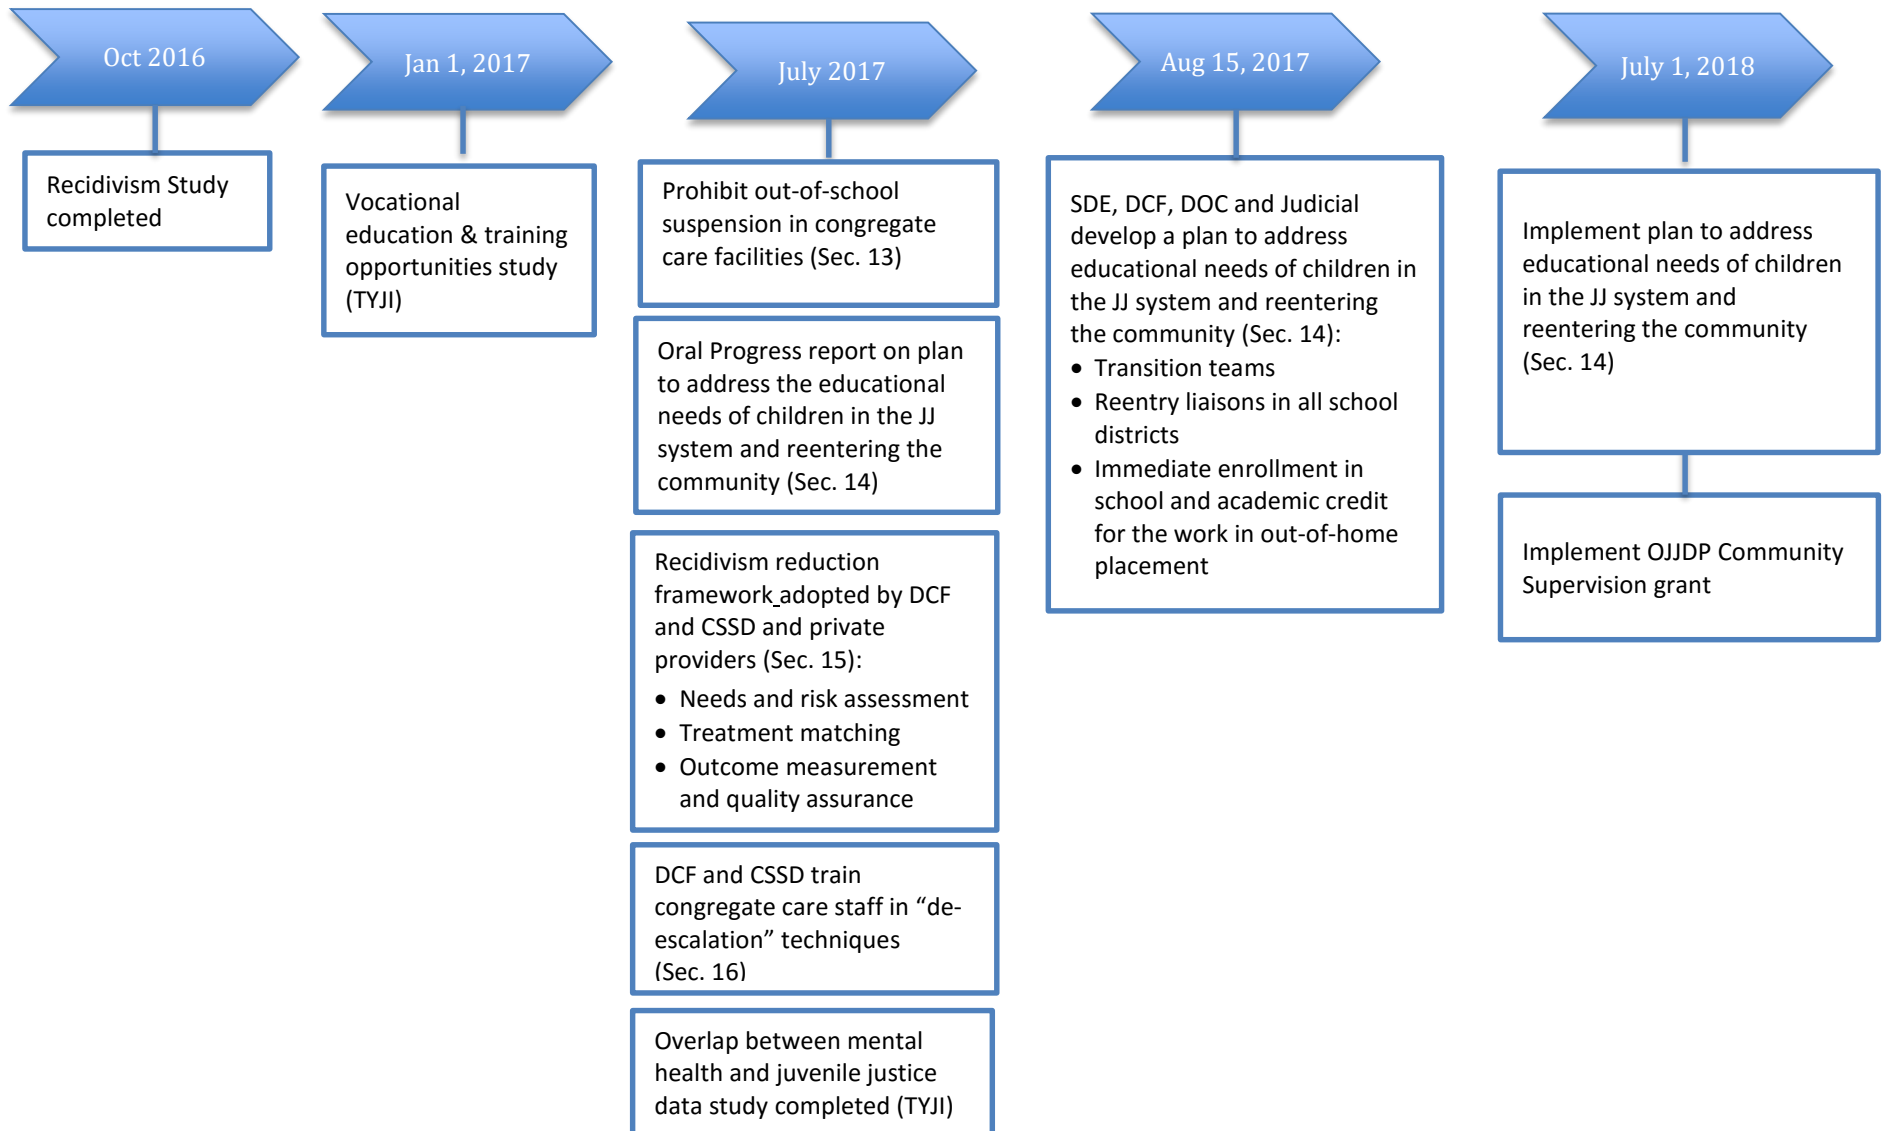 Oct 2016
Recidivism Study
completed
Jan 1, 2017
Vocational
education & training
opportunities study
(TYJI)
July 2017
Prohibit out-of-school
suspension in congregate
care facilities (Sec. 13)
Oral Progress report on plan
to address the educational
needs of children in the JJ
system and reentering the
community (Sec. 14)
Recidivism reduction
framework adopted by DCF
and CSSD and private
providers (Sec. 15):
• Needs and risk assessment
• Treatment matching
• Outcome measurement
and quality assurance
DCF and CSSD train
congregate care staff in “de-
escalation” techniques
(Sec. 16)
Overlap between mental
health and juvenile justice
data study completed (TYJI)
Aug 15, 2017
SDE, DCF, DOC and Judicial
develop a plan to address
educational needs of children in
the JJ system and reentering
the community (Sec. 14):
• Transition teams
• Reentry liaisons in all school
districts
• Immediate enrollment in
school and academic credit
for the work in out-of-home
placement
July 1, 2018
Implement plan to address
educational needs of children
in the JJ system and
reentering the community
(Sec. 14)
Implement OJJDP Community
Supervision grant